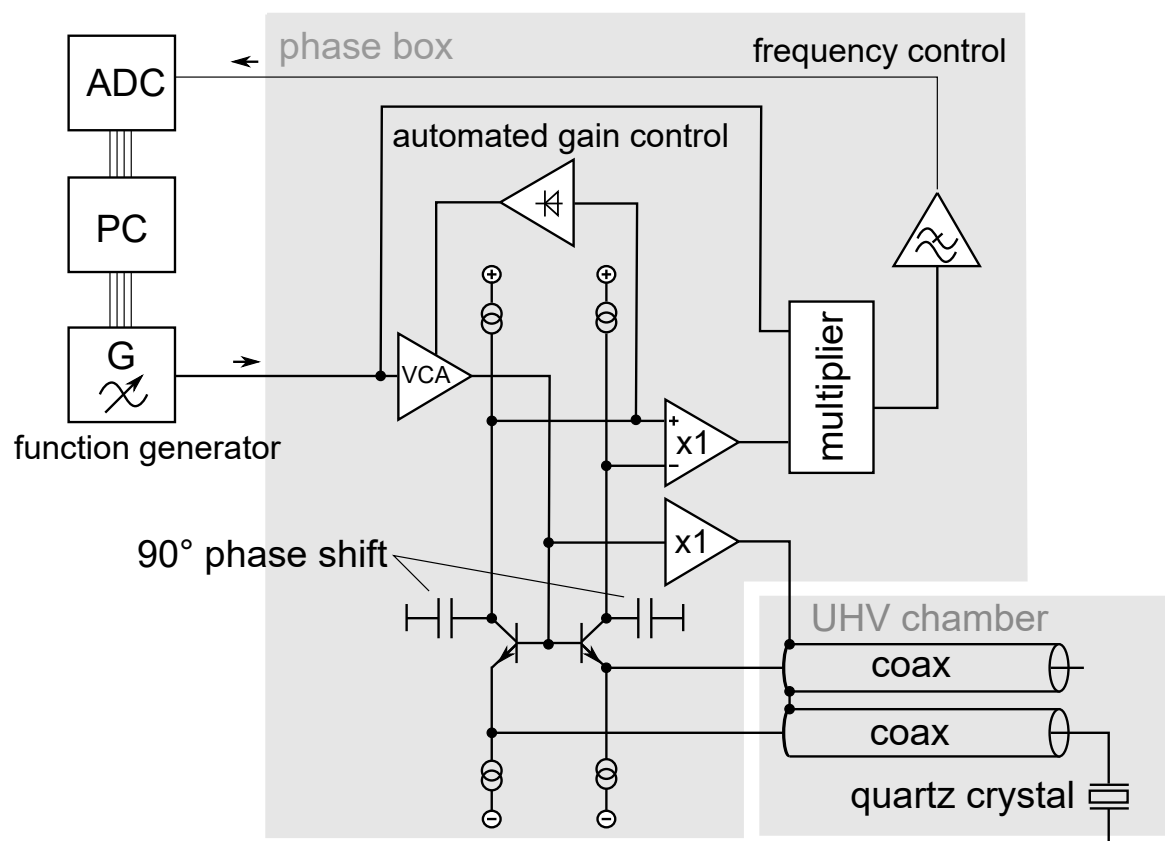 phase box
frequency control
ADC
automated gain control
PC
G
VCA
function generator
multiplier
+
x1
−
x1
90° phase shift
UHV chamber
coax
coax
quartz crystal